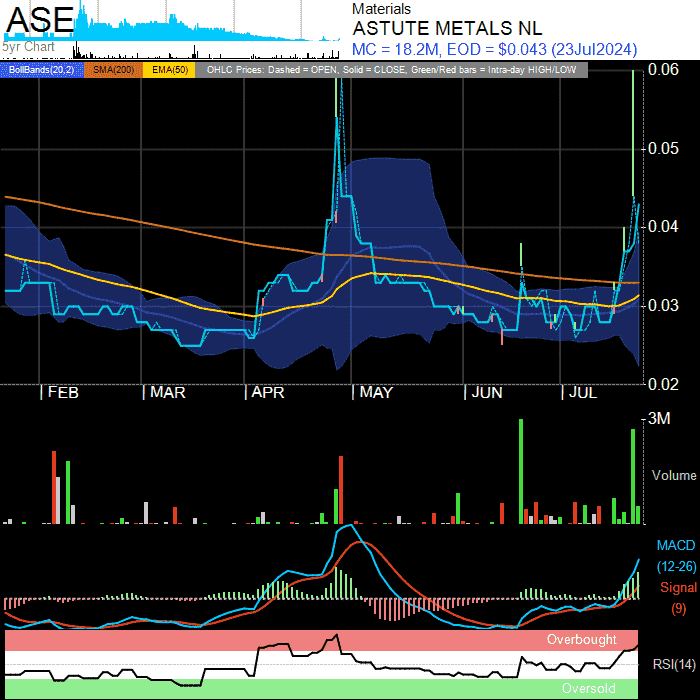 ASE
5yr Chart
Materials
ASTUTE METALS NL
MC = 18.2M, EOD = $0.043 (23Jul2024)
BollBands(20,2) SMA(200) EMA(50) OHLC Prices: Dashed = OPEN, Solid = CLOSE, Green/Red bars = Intra-day HIGH/LOW
0.06
0.05
0.04
0.03
0.02
FEB MAR APR MAY JUN JUL
3M
Volume
MACD
(12-26)
Signal
(9)
Overbought
RSI(14)
Oversold